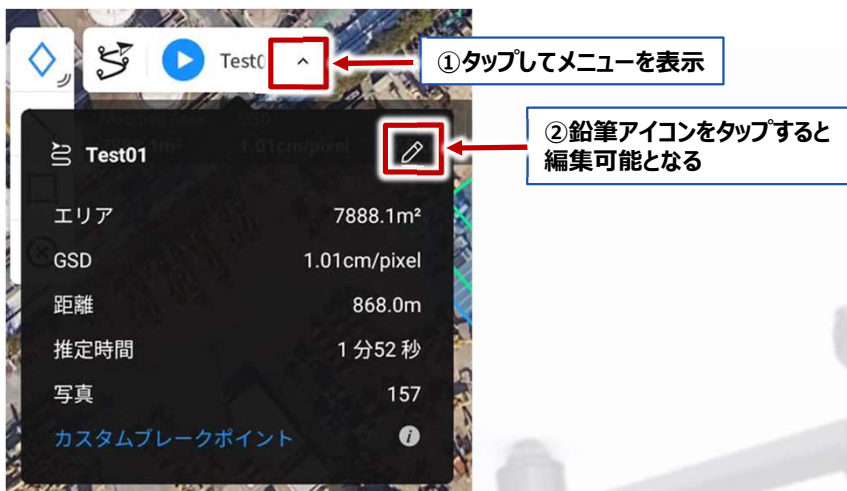 Test0
①タップしてメニューを表示
②鉛筆アイコンをタップすると
編集可能となる
Test01
エリア 7888.1m²
GSD 1.01cm/pixel
距離 868.0m
推定時間 1 分52 秒
写真 157
カスタムブレークポイント